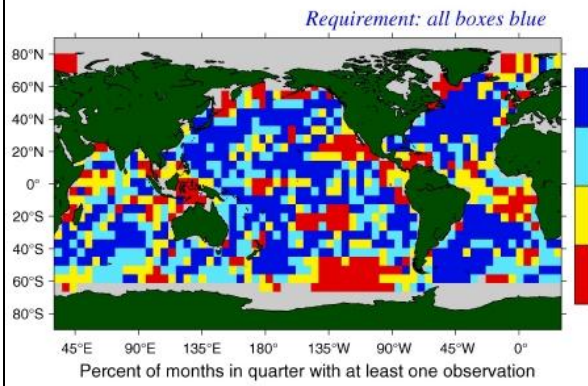 Requirement: all boxes blue
80°N
60°N
40°N
20°N
0°
20°S
40°S
60°S
80°S
45°E 90°E 135°E 180° 135°W 90°W 45°W 0°
Percent of months in quarter with at least one observation